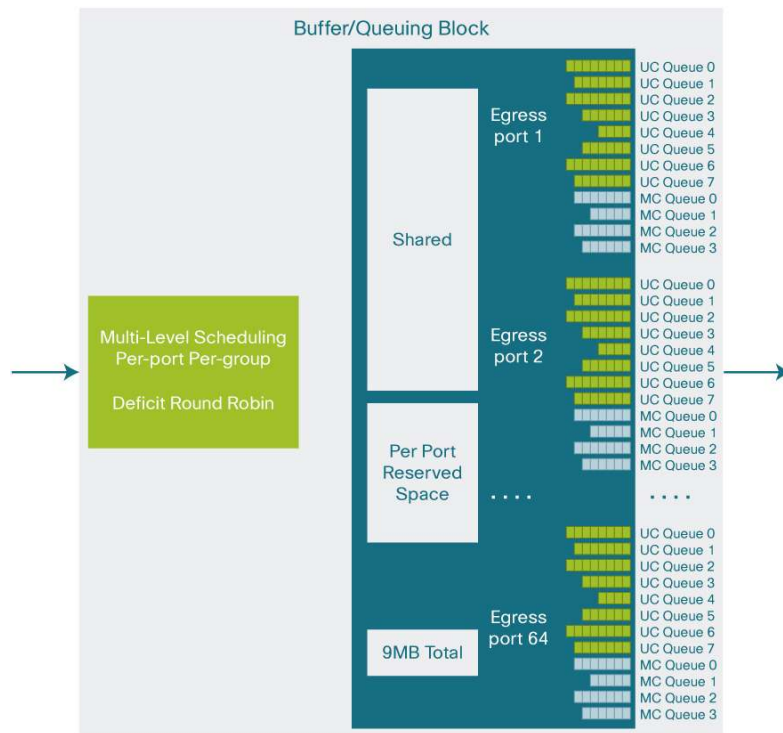 Buffer/Queuing Block
Multi-Level Scheduling
Per-port Per-group
Deficit Round Robin
Shared
Per Port
Reserved
Space
9MB Total
Egress
port 1
UC Queue 0
UC Queue 1
UC Queue 2
UC Queue 3
UC Queue 4
UC Queue 5
UC Queue 6
UC Queue 7
MC Queue 0
MC Queue 1
MC Queue 2
MC Queue 3
Egress
port 2
UC Queue 0
UC Queue 1
UC Queue 2
UC Queue 3
UC Queue 4
UC Queue 5
UC Queue 6
UC Queue 7
MC Queue 0
MC Queue 1
MC Queue 2
MC Queue 3
. . . .
. . . .
Egress
port 64
UC Queue 0
UC Queue 1
UC Queue 2
UC Queue 3
UC Queue 4
UC Queue 5
UC Queue 6
UC Queue 7
MC Queue 0
MC Queue 1
MC Queue 2
MC Queue 3